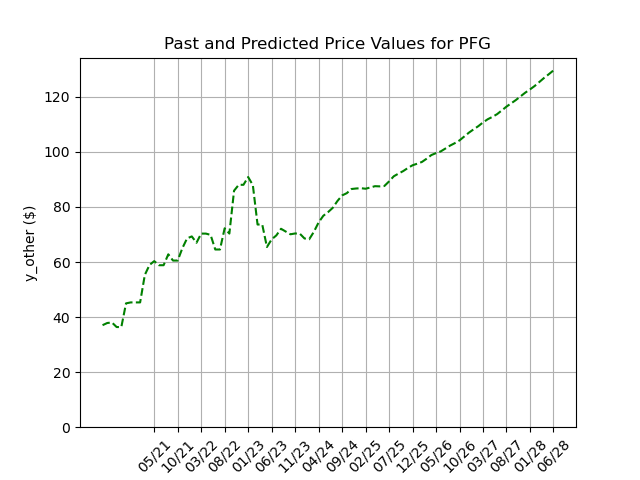 Past and Predicted Price Values for PFG
y_other ($)
120
100
80
60
40
20
0
05/21 10/21 03/22 08/22 01/23 06/23 11/23 04/24 09/24 02/25 07/25 12/25 05/26 10/26 03/27 08/27 01/28 06/28